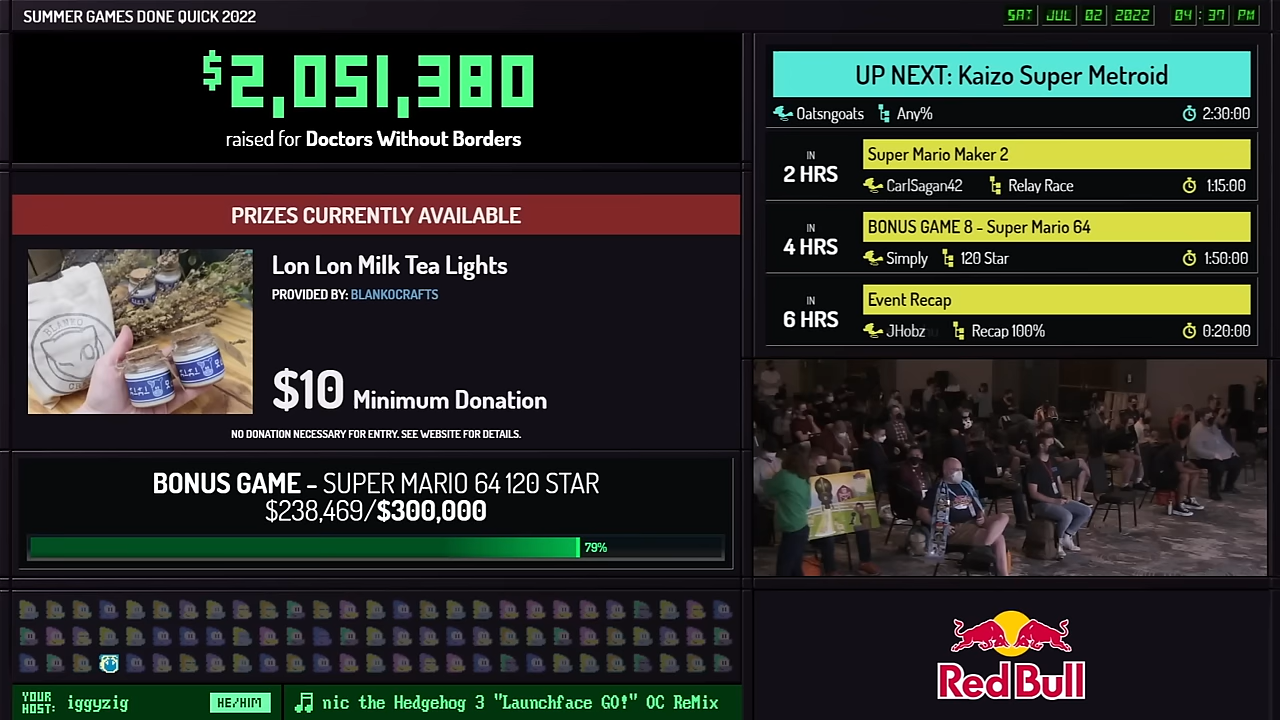 SUMMER GAMES DONE QUICK 2022
SAT JUL 02 2022 04:37 PM
$2,051,380
raised for Doctors Without Borders
PRIZES CURRENTLY AVAILABLE
Lon Lon Milk Tea Lights
PROVIDED BY: BLANKOCRAFTS
$10 Minimum Donation
NO DONATION NECESSARY FOR ENTRY. SEE WEBSITE FOR DETAILS.
BONUS GAME - SUPER MARIO 64 120 STAR
$238,469/$300,000
79%
YOUR HOST: iggyzig HE/HIM
nic the Hedgehog 3 "Launchface GO!" OC ReMix
UP NEXT: Kaizo Super Metroid
Oatsngoats Any% 2:30:00
IN 2 HRS
Super Mario Maker 2
CarlSagan42 Relay Race 1:15:00
IN 4 HRS
BONUS GAME 8 - Super Mario 64
Simply 120 Star 1:50:00
IN 6 HRS
Event Recap
JHobz Recap 100% 0:20:00
Red Bull